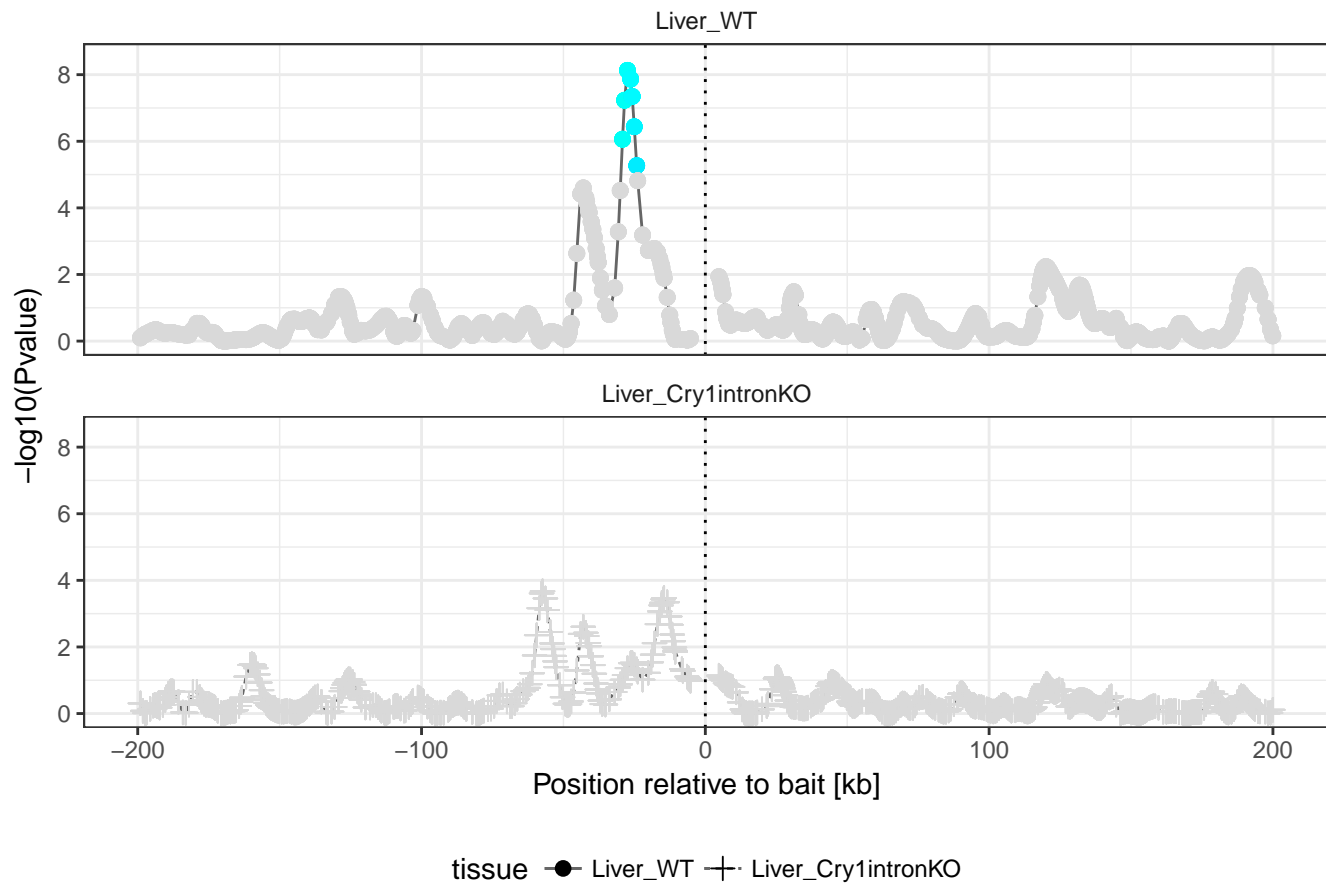 Liver_WT
8
6
4
2
0
Liver_Cry1intronKO
8
6
4
2
0
−log10(Pvalue)
−200 −100 0 100 200
Position relative to bait [kb]
tissue Liver_WT Liver_Cry1intronKO